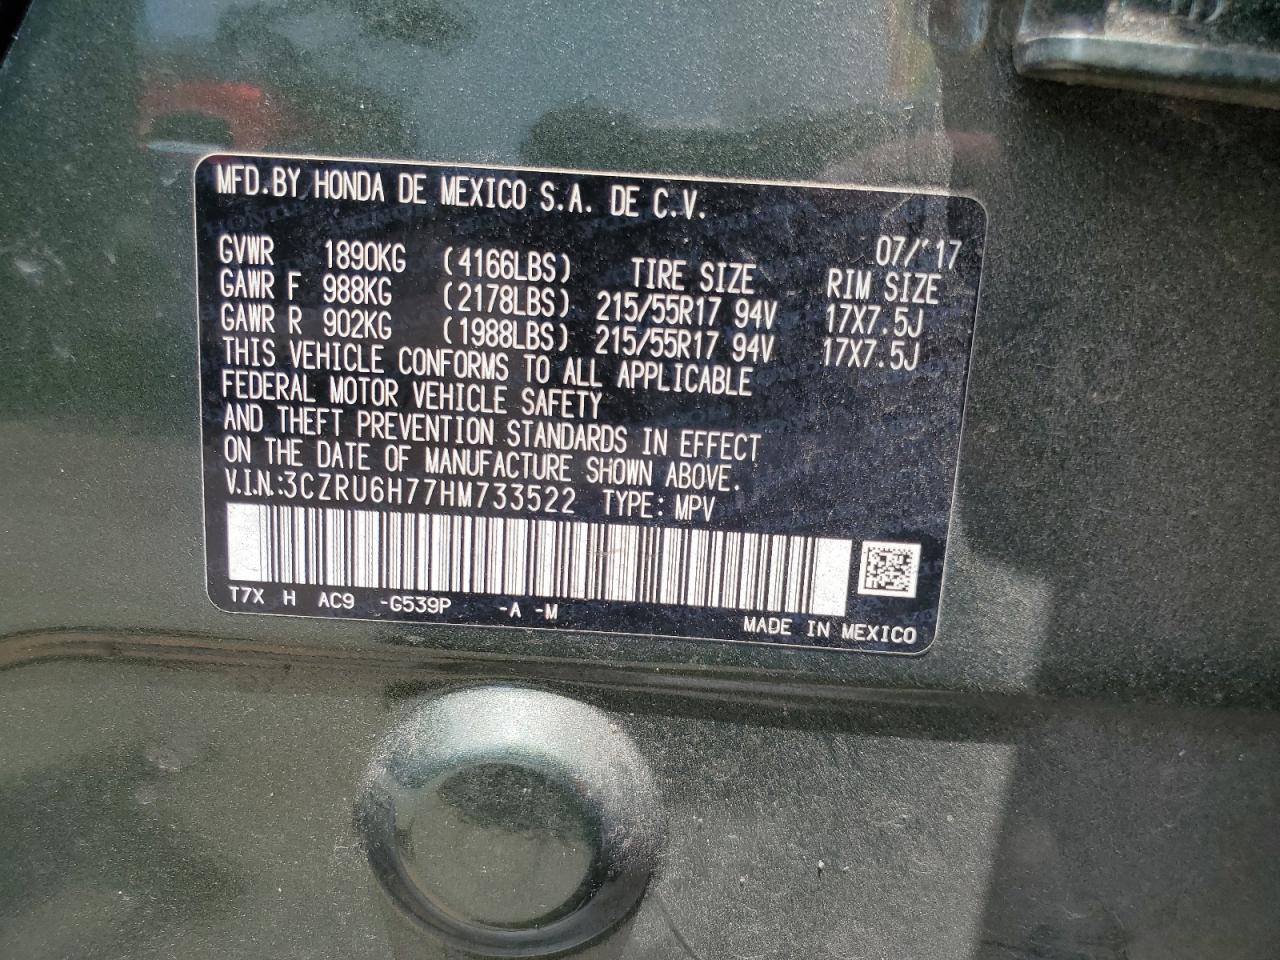 MFD.BY HONDA DE MEXICO S.A. DE C.V.
07/'17
GVWR 1890KG (4166LBS) TIRE SIZE RIM SIZE
GAWR F 988KG (2178LBS) 215/55R17 94V 17X7.5J
GAWR R 902KG (1988LBS) 215/55R17 94V 17X7.5J
THIS VEHICLE CONFORMS TO ALL APPLICABLE
FEDERAL MOTOR VEHICLE SAFETY
AND THEFT PREVENTION STANDARDS IN EFFECT
ON THE DATE OF MANUFACTURE SHOWN ABOVE.
V.I.N.:3CZRU6H77HM733522 TYPE: MPV
T7X H AC9 -G539P -A -M
MADE IN MEXICO